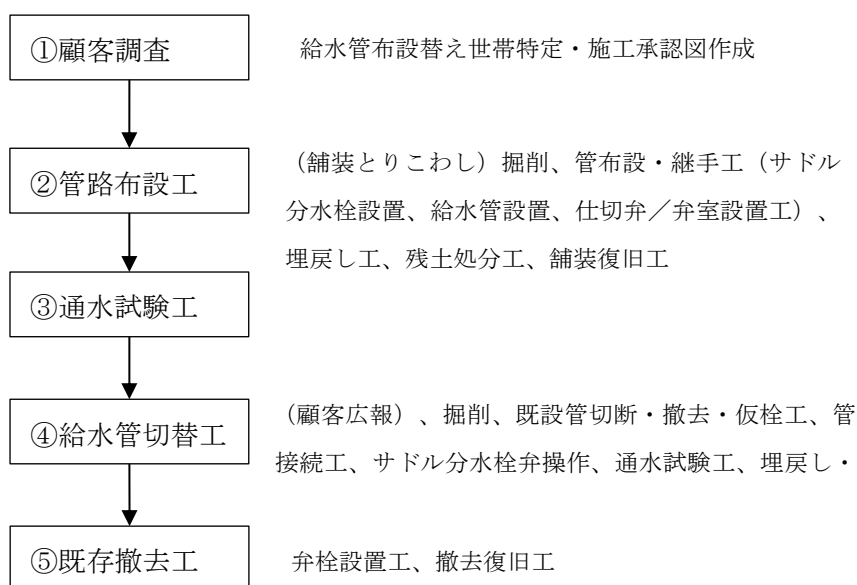 ①顧客調査
給水管布設替え世帯特定・施工承認図作成
②管路布設工
（舗装とりこわし）掘削、管布設・継手工（サドル
分水栓設置、給水管設置、仕切弁／弁室設置工）、
埋戻し工、残土処分工、舗装復旧工
③通水試験工
④給水管切替工
（顧客広報）、掘削、既設管切断・撤去・仮栓工、管
接続工、サドル分水栓弁操作、通水試験工、埋戻し・
⑤既存撤去工
弁栓設置工、撤去復旧工